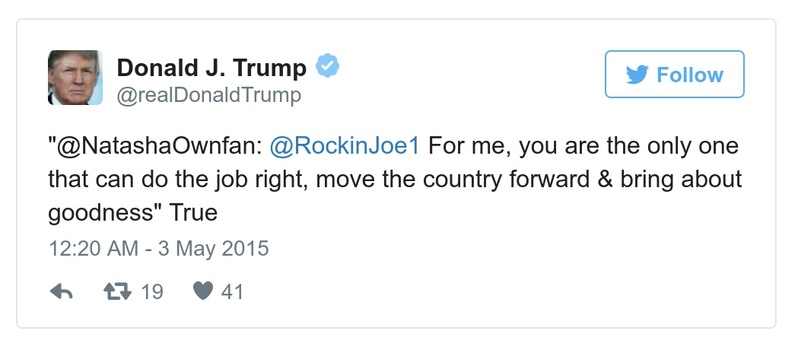 Donald J. Trump
@realDonaldTrump
Follow
"@NatashaOwnfan: @RockinJoe1 For me, you are the only one
that can do the job right, move the country forward & bring about
goodness" True
12:20 AM - 3 May 2015
19 41